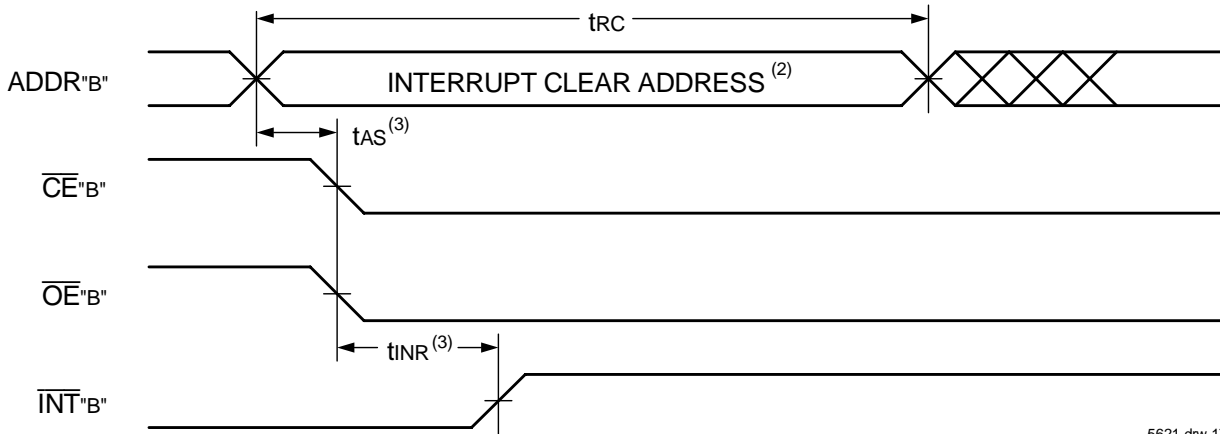 tRC
ADDR"B"
INTERRUPT CLEAR ADDRESS (2)
tAS(3)
CE"B"
OE"B"
tINR(3)
INT"B"